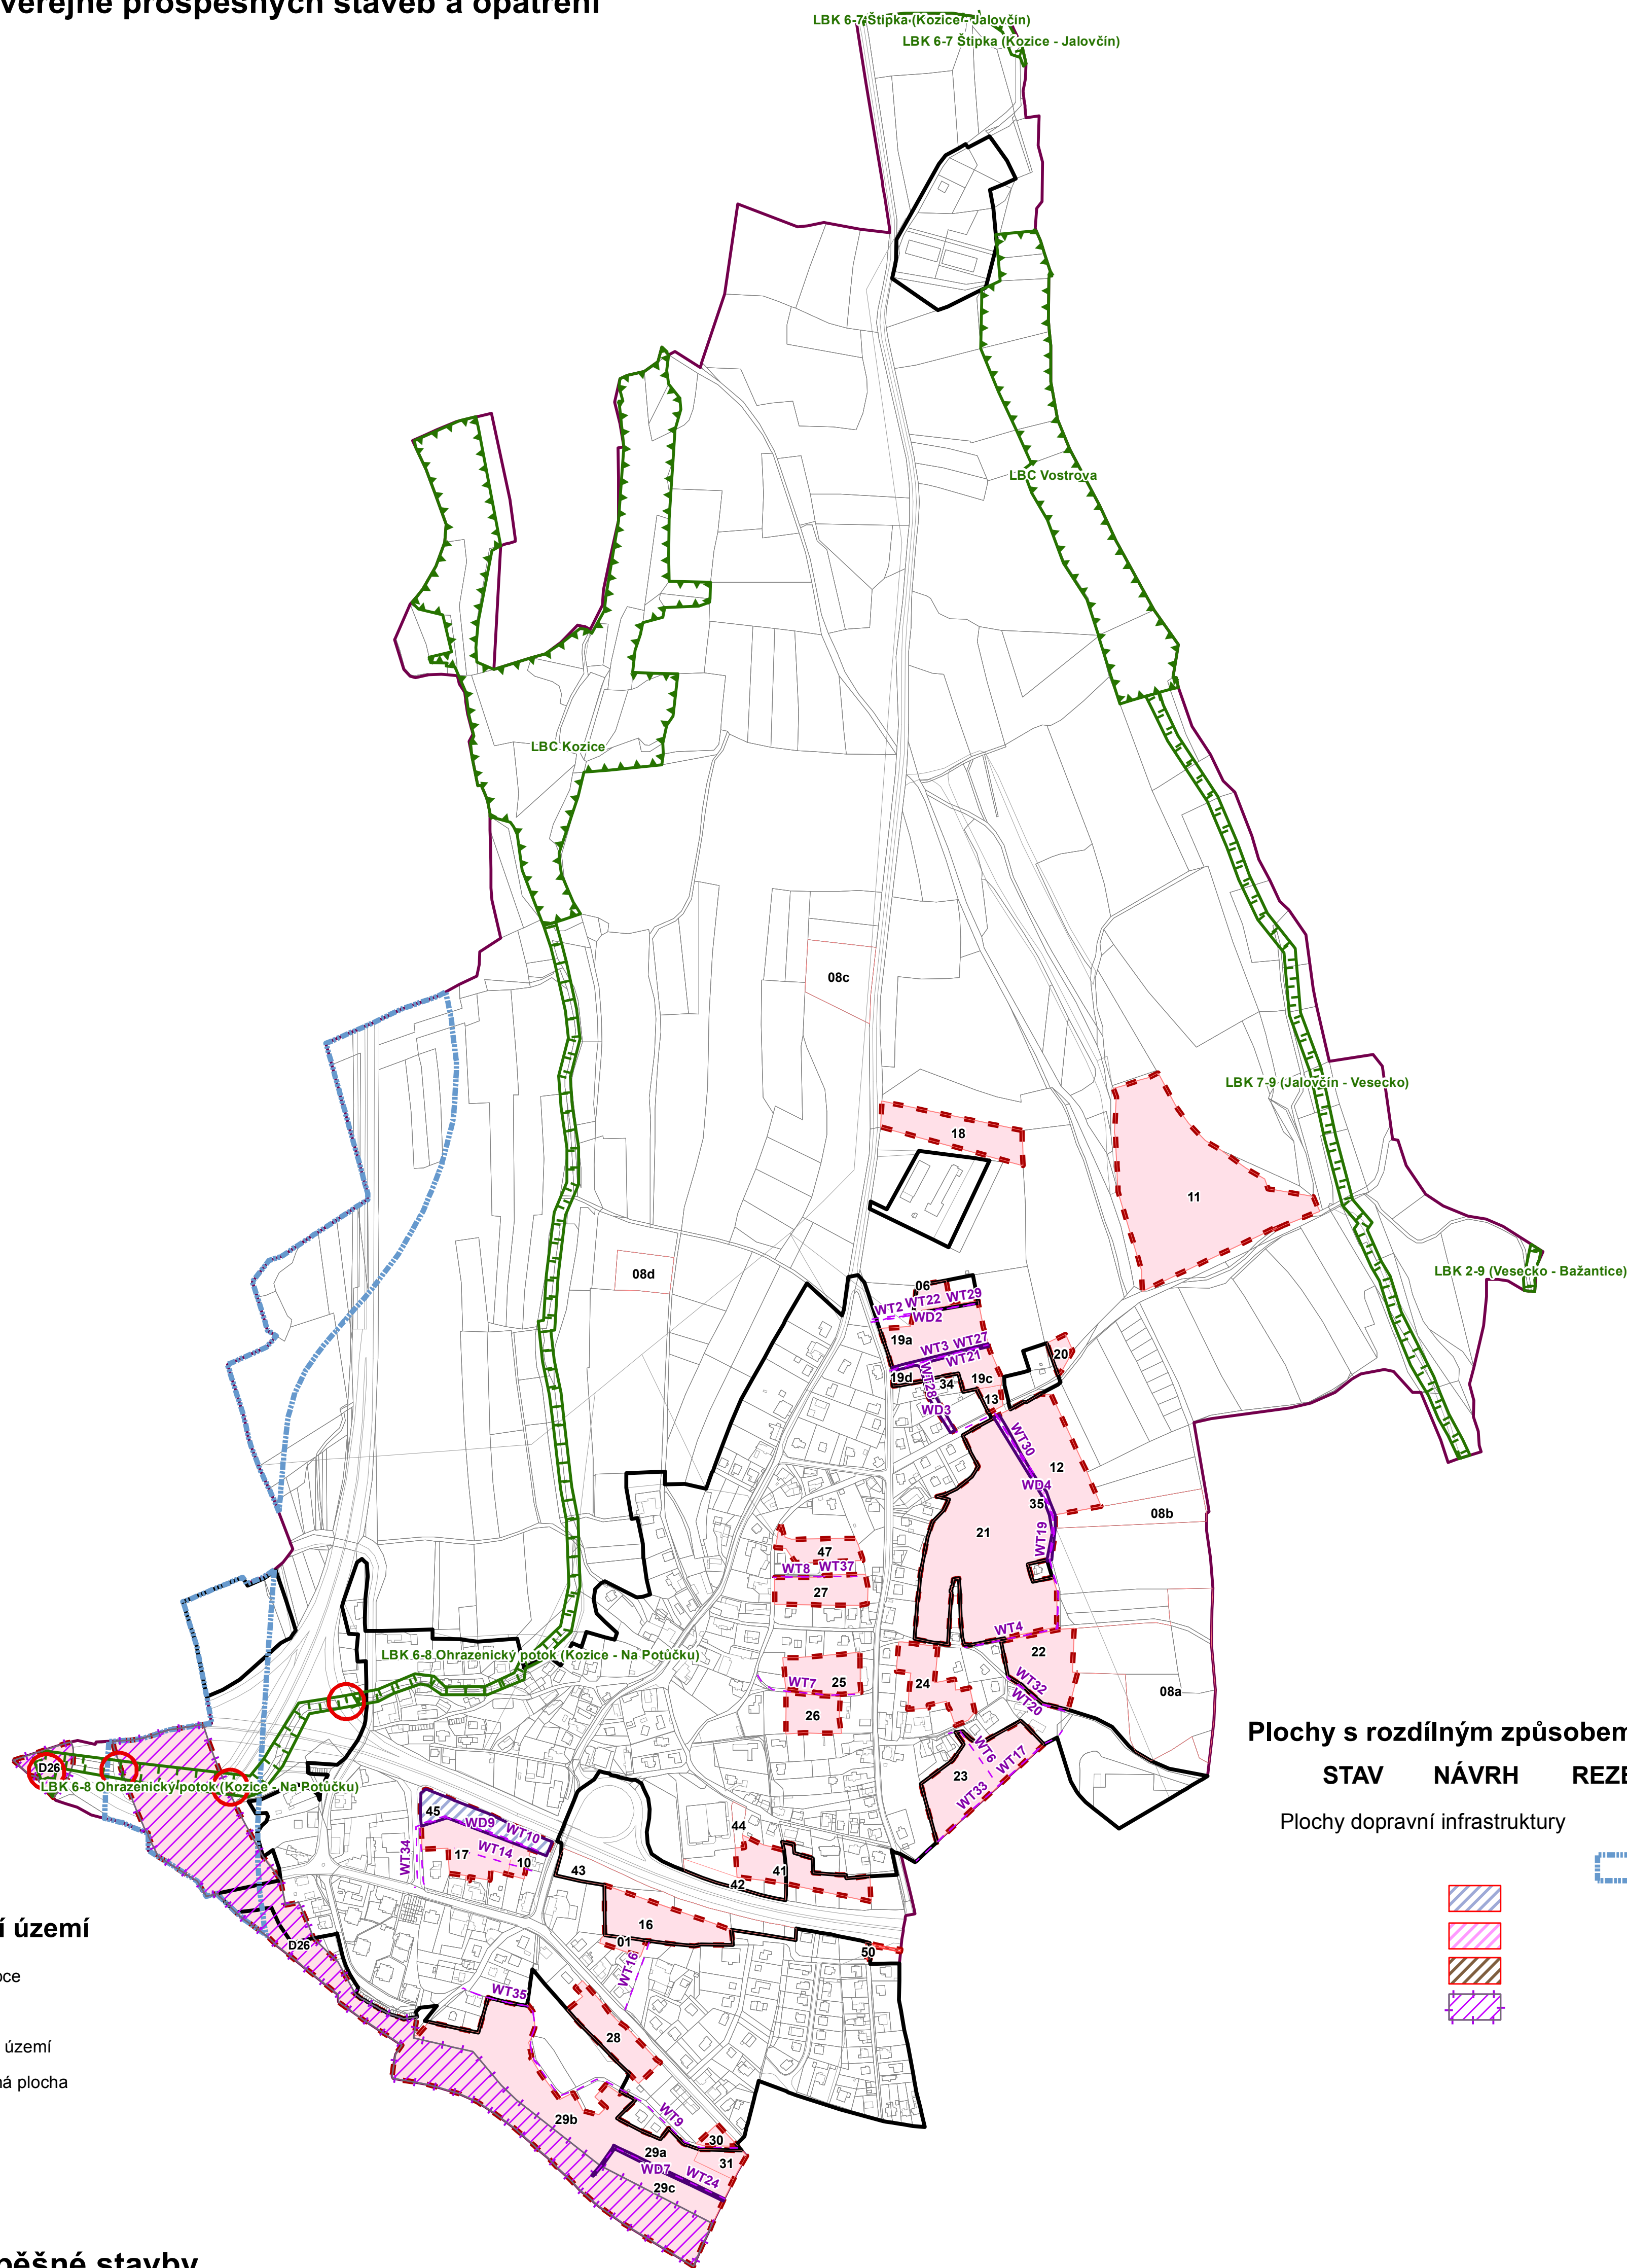 veřejně prospěšných staveb a opatření
LBK 6-7 Štipka (Kozice - Jalovčín)
LBK 6-7 Štipka (Kozice - Jalovčín)
LBC Vostrova
LBC Kozice
08c
LBK 7-9 (Jalovčín - Vesecko)
18
11
LBK 2-9 (Vesecko - Bažantice)
08d
06
WT2
WT22
WT29
WD2
19a
WT3
WT27
WT21
20
19d
WT28
34
19c
13
WD3
WT30
12
WD4
35
08b
21
WT19
47
WT8
WT37
27
WT4
22
LBK 6-8 Ohrazenický potok (Kozice - Na Potůčku)
WT7
25
24
WT32
WT20
08a
26
Plochy s rozdílným způsobem
WT6
WT17
D26
STAV
NÁVRH
REZE
LBK 6-8 Ohrazenický potok (Kozice - Na Potůčku)
23
WT33
45
WD9
WT10
Plochy dopravní infrastruktury
44
WT34
17
WT14
10
43
41
42
16
í území
01
D26
50
WT16
oce
WT35
28
území
ná plocha
29b
WT9
30
29a
31
WD7
WT24
29c
pěšné stavby